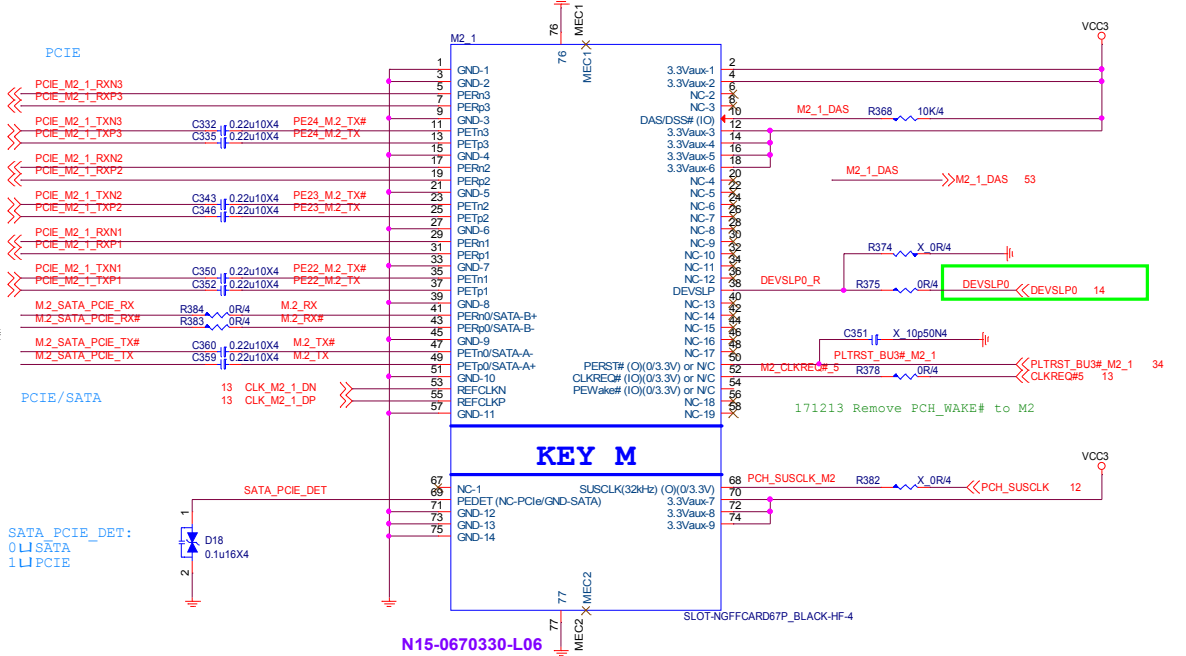 PCIE
PCIE_M2_1_RXN3
PCIE_M2_1_RXP3
PCIE_M2_1_TXN3
PCIE_M2_1_TXP3
PCIE_M2_1_RXN2
PCIE_M2_1_RXP2
PCIE_M2_1_TXN2
PCIE_M2_1_TXP2
PCIE_M2_1_RXN1
PCIE_M2_1_RXP1
PCIE_M2_1_TXN1
PCIE_M2_1_TXP1
M.2_SATA_PCIE_RX
M.2_SATA_PCIE_RX#
M.2_SATA_PCIE_TX#
M.2_SATA_PCIE_TX
PCIE/SATA
C332 0.22u10X4 PE24_M.2_TX#
C335 0.22u10X4 PE24_M.2_TX
C343 0.22u10X4 PE23_M.2_TX#
C346 0.22u10X4 PE23_M.2_TX
C350 0.22u10X4 PE22_M.2_TX#
C352 0.22u10X4 PE22_M.2_TX
R384 0R/4 M.2_RX
R383 0R/4 M.2_RX#
C360 0.22u10X4 M.2_TX#
C359 0.22u10X4 M.2_TX
13 CLK_M2_1_DN
13 CLK_M2_1_DP
SATA_PCIE_DET
1
D18
0.1u16X4
2
SATA_PCIE_DET:
0 SATA
1 PCIE
M2_1
76
76
MEC1
MEC1
1 GND-1
3 GND-2
5 PERn3
7 PERp3
9 GND-3
11 PETn3
13 PETp3
15 GND-4
17 PERn2
19 PERp2
21 GND-5
23 PETn2
25 PETp2
27 GND-6
29 PERn1
31 PERp1
33 GND-7
35 PETn1
37 PETp1
39 GND-8
41 PERn0/SATA-B+
43 PERp0/SATA-B-
45 GND-9
47 PETn0/SATA-A-
49 PETp0/SATA-A+
51 GND-10
53 REFCLKN
55 REFCLKP
57 GND-11
3.3Vaux-1 2
3.3Vaux-2 4
NC-2 6
NC-3 8
DAS/DSS# (IO) 10
3.3Vaux-3 12
3.3Vaux-4 14
3.3Vaux-5 16
3.3Vaux-6 18
NC-4 20
NC-5 22
NC-6 24
NC-7 26
NC-8 28
NC-9 30
NC-10 32
NC-11 34
NC-12 36
DEVSLP 38
NC-13 40
NC-14 42
NC-15 44
NC-16 46
NC-17 48
PERST# (O)(0/3.3V) or N/C 50
CLKREQ# (IO)(0/3.3V) or N/C 52
PEWake# (IO)(0/3.3V) or N/C 54
NC-18 56
NC-19 58
KEY M
67 NC-1
69 PEDET (NC-PCIe/GND-SATA)
71 GND-12
73 GND-13
75 GND-14
SUSCLK(32kHz) (O)(0/3.3V) 68
3.3Vaux-7 70
3.3Vaux-8 72
3.3Vaux-9 74
77
77
MEC2
MEC2
SLOT-NGFFCARD67P_BLACK-HF-4
N15-0670330-L06
VCC3
M2_1_DAS R368 10K/4
M2_1_DAS M2_1_DAS 53
R374 X_0R/4
DEVSLP0_R R375 0R/4 DEVSLP0 DEVSLP0 14
C351 X_10p50N4
PLTRST_BU3#_M2_1 PLTRST_BU3#_M2_1 34
M2_CLKREQ#_5 R378 0R/4 CLKREQ#5 13
171213 Remove PCH_WAKE# to M2
VCC3
PCH_SUSCLK_M2 R382 X_0R/4 PCH_SUSCLK 12